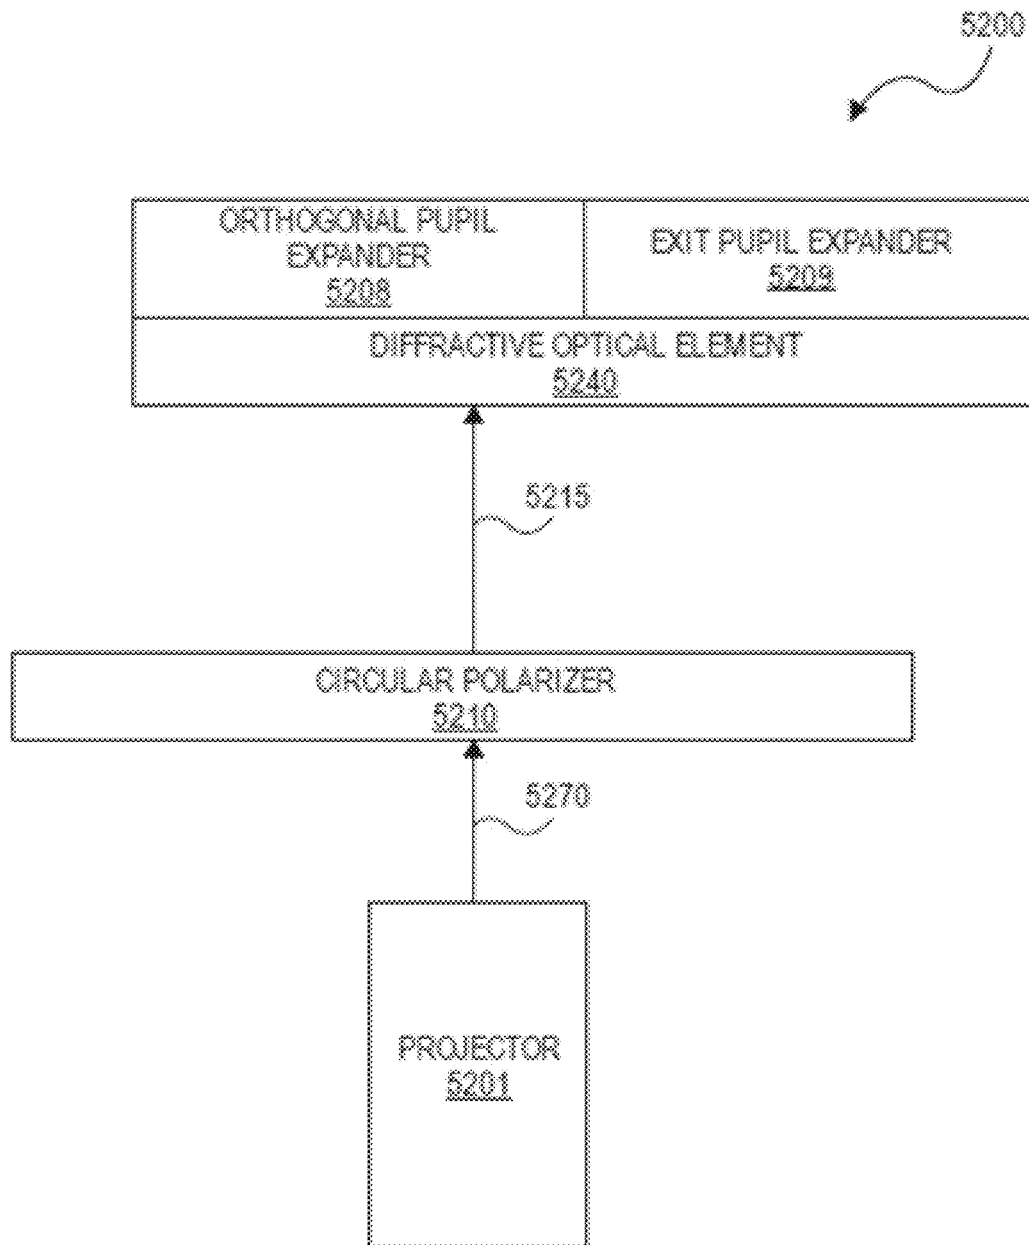 5200
ORTHOGONAL PUPIL
EXPANDER
5208
EXIT PUPIL EXPANDER
5209
DIFFRACTIVE OPTICAL ELEMENT
5240
5215
CIRCULAR POLARIZER
5210
5270
PROJECTOR
5201